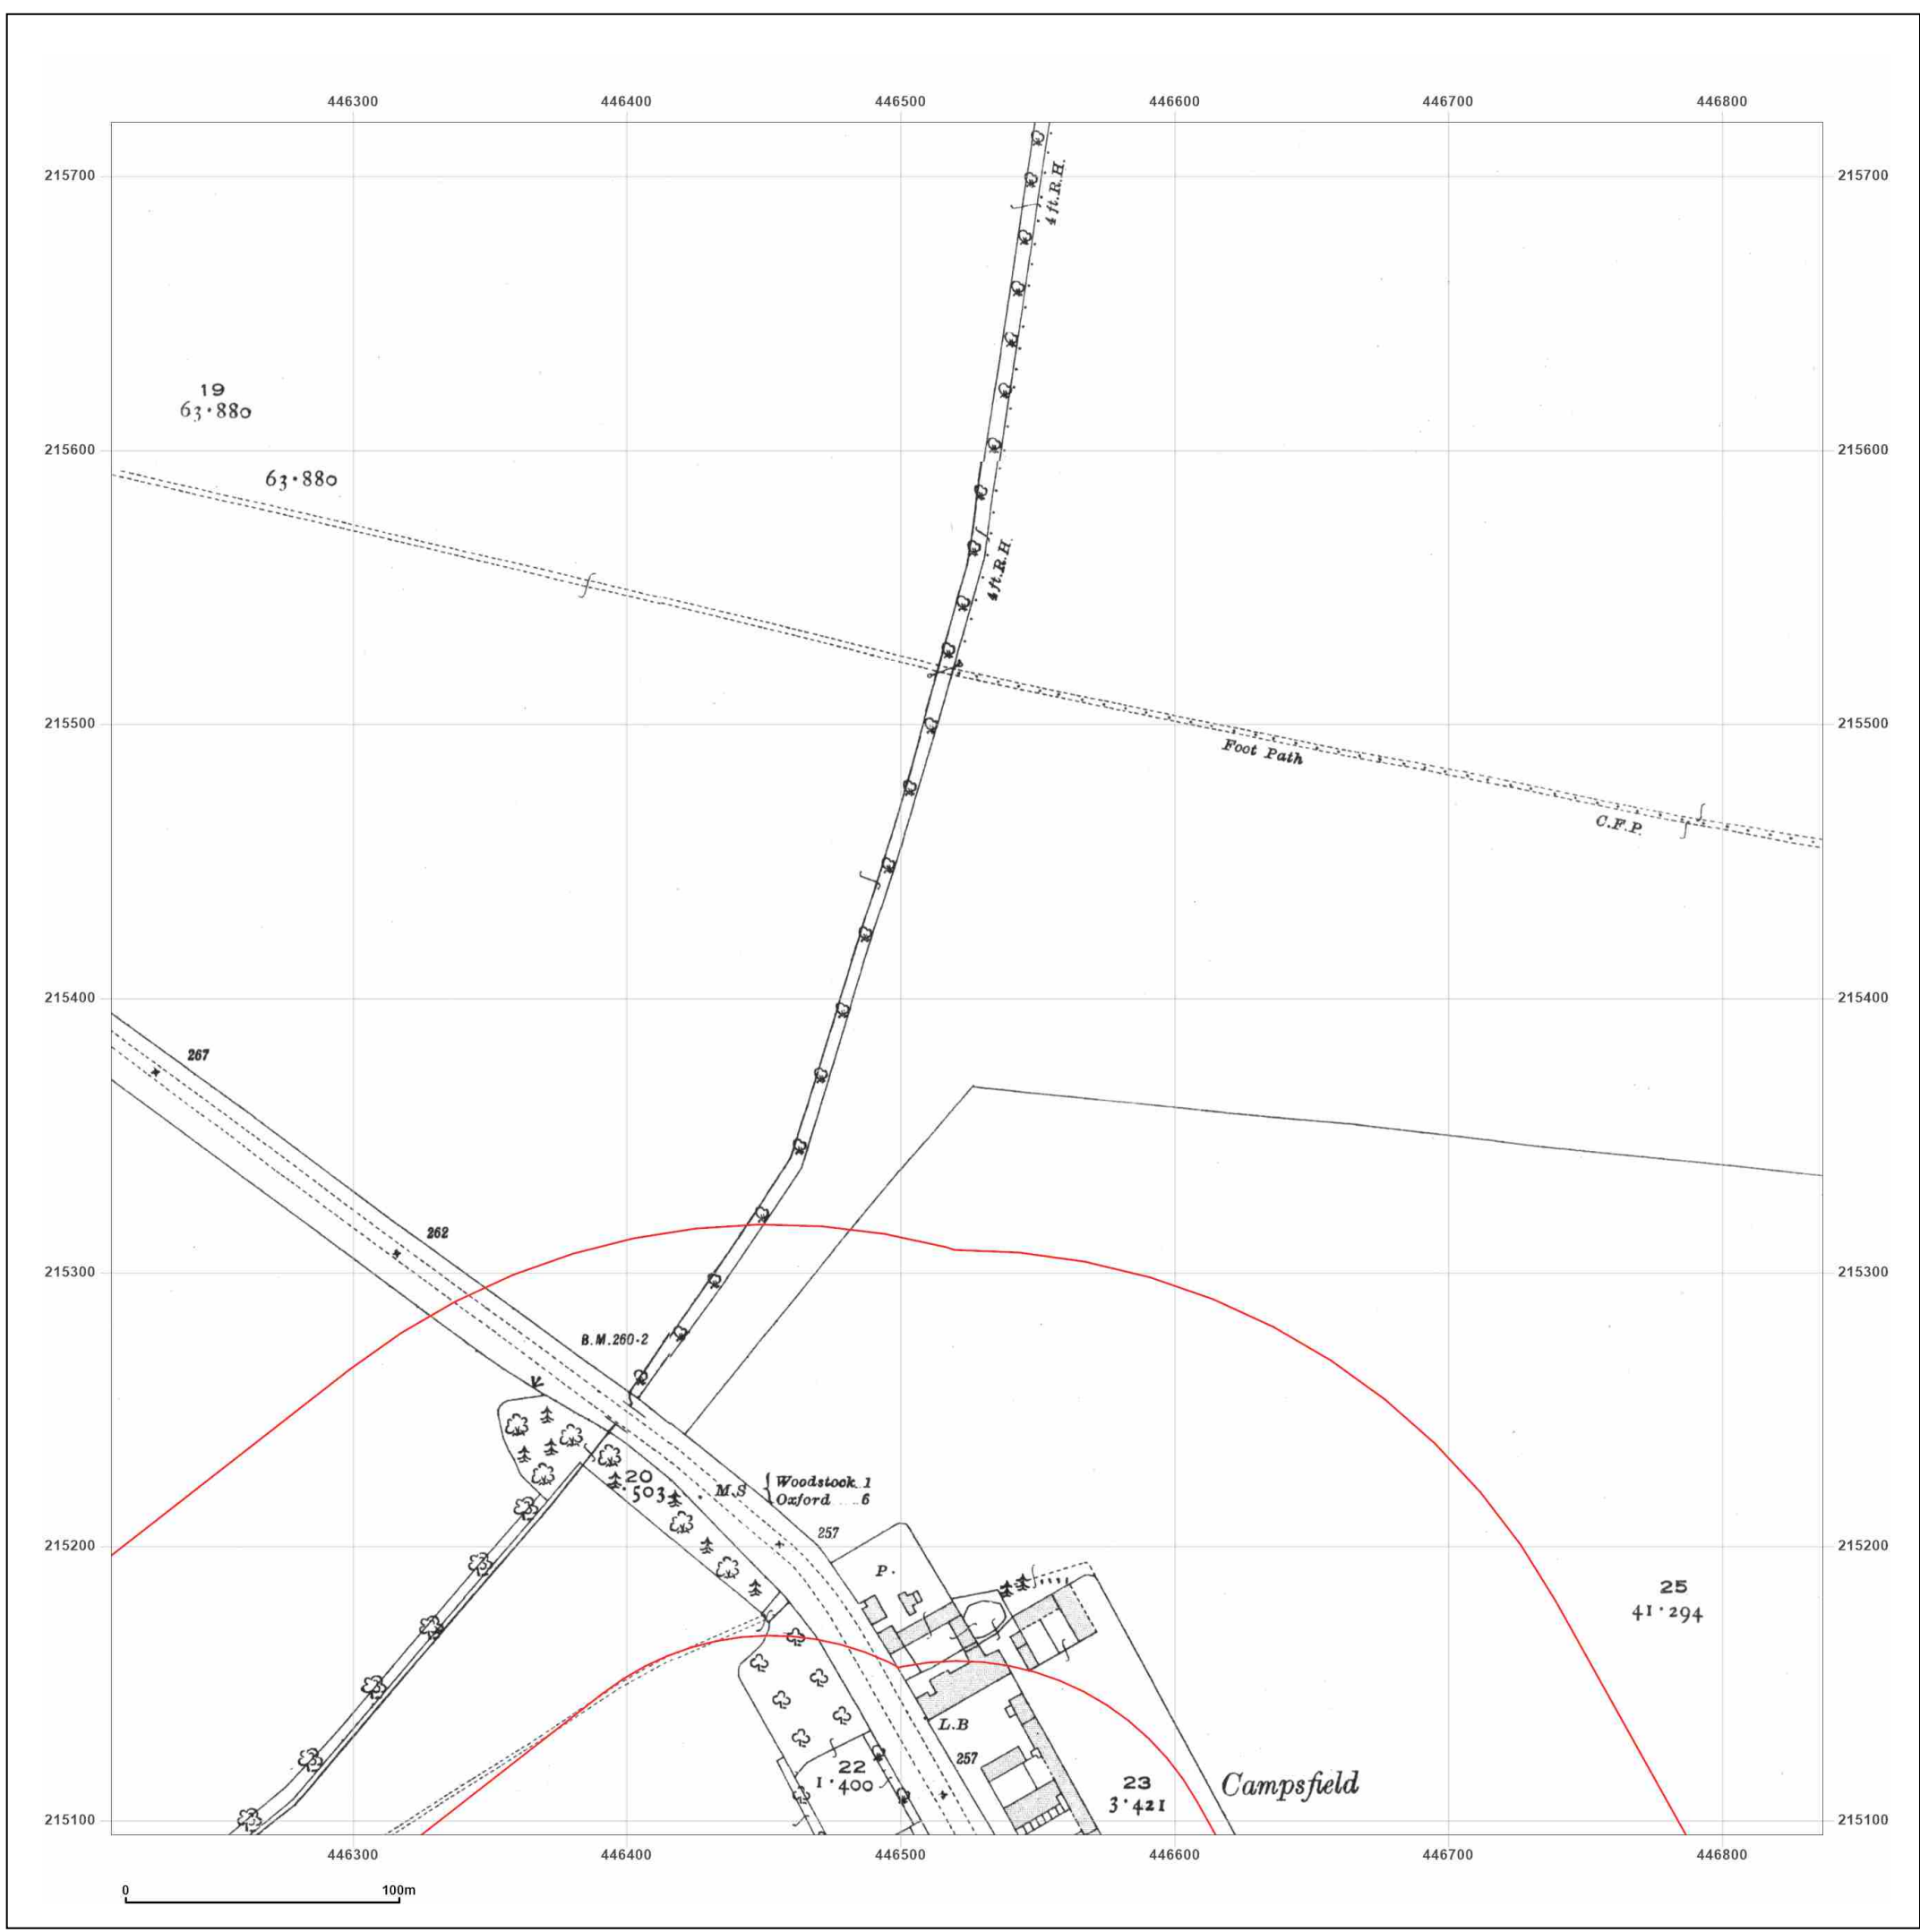 446300 446400 446500 446600 446700 446800
215700 215700
4 ft.R.H.
19
63·880
215600 215600
63·880
4 ft.R.H.
215500 215500
Foot Path
C.F.P.
215400 215400
267
262
215300 215300
B.M.260·2
20
·503
M.S
Woodstock 1
Oxford 6
257
215200 215200
P
25
41·294
L.B
257
22
1·400
23
3·421
Campsfield
215100 215100
446300 446400 446500 446600 446700 446800
0 100m